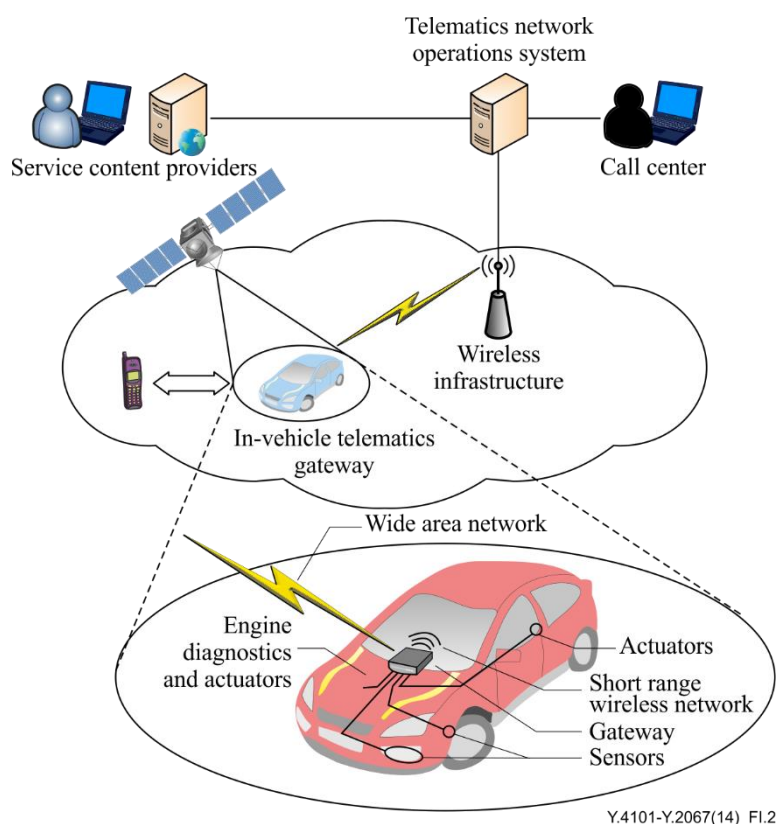 Telematics network
operations system
Service content providers
Call center
Wireless
infrastructure
In-vehicle telematics
gateway
Wide area network
Engine
diagnostics
and actuators
Actuators
Short range
wireless network
Gateway
Sensors
Y.4101-Y.2067(14)_FI.2